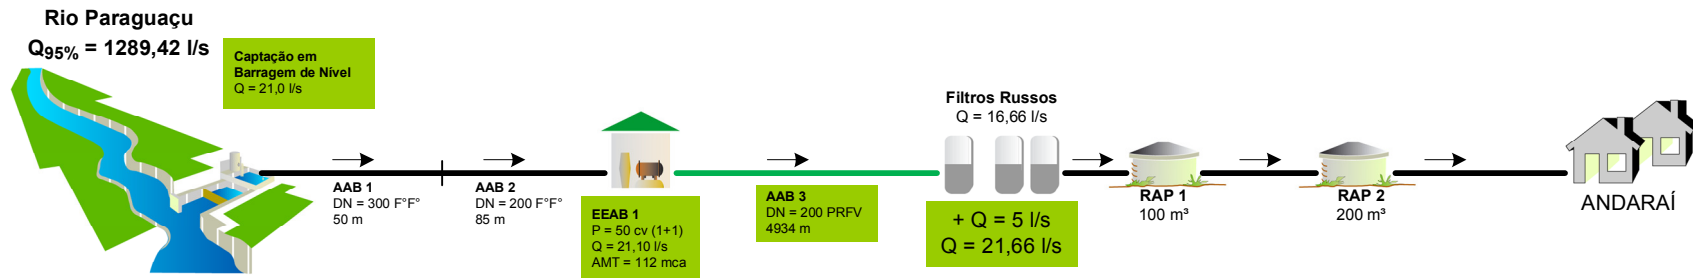 Rio Paraguaçu
Q95% = 1289,42 l/s
Captação em
Barragem de Nível
Q = 21,0 l/s
AAB 1
DN = 300 F°F°
50 m
AAB 2
DN = 200 F°F°
85 m
EEAB 1
P = 50 cv (1+1)
Q = 21,10 l/s
AMT = 112 mca
AAB 3
DN = 200 PRFV
4934 m
Filtros Russos
Q = 16,66 l/s
+ Q = 5 l/s
Q = 21,66 l/s
RAP 1
100 m³
RAP 2
200 m³
ANDARAÍ